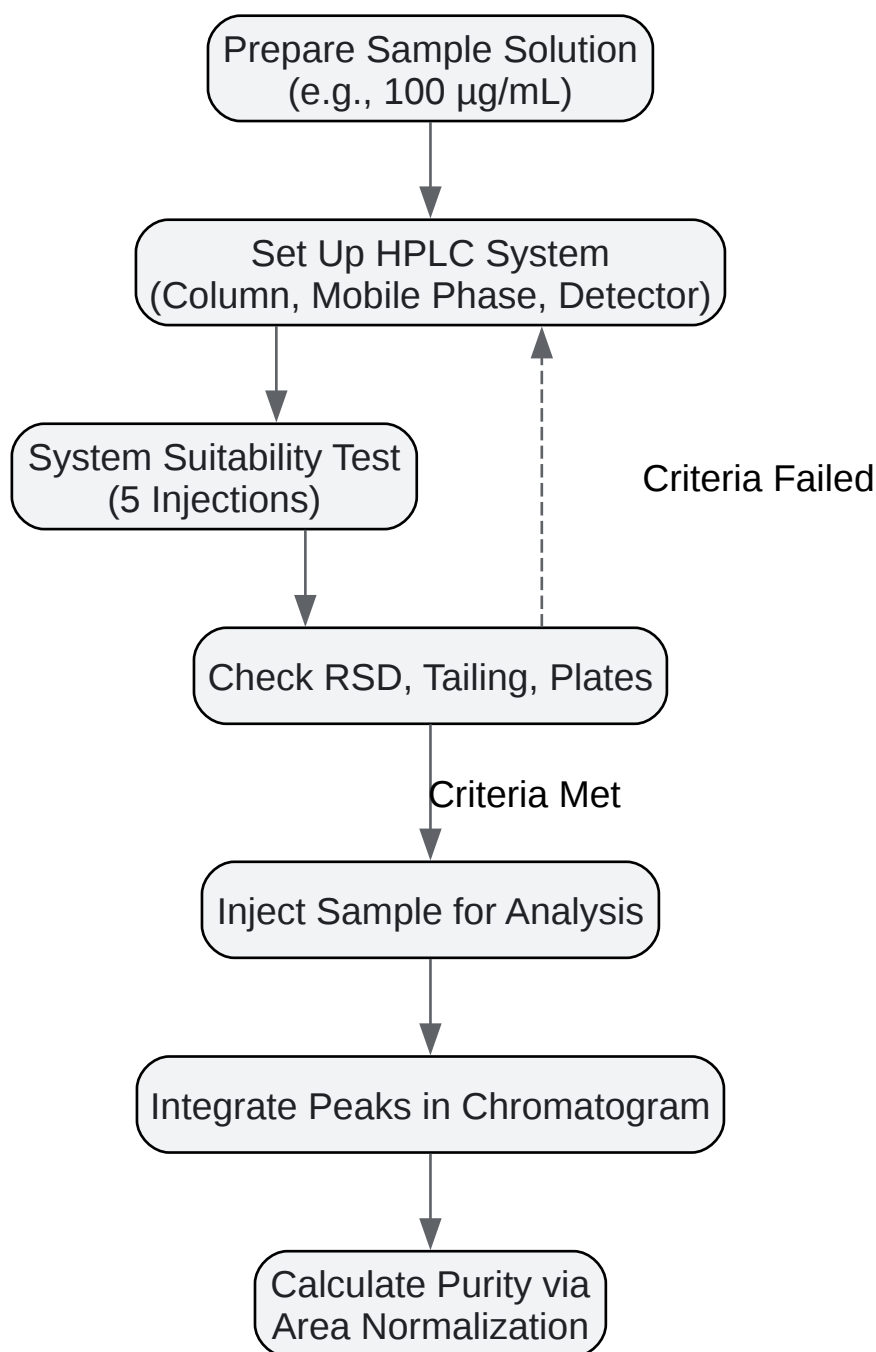 Prepare Sample Solution
(e.g., 100 µg/mL)
Set Up HPLC System
(Column, Mobile Phase, Detector)
System Suitability Test
(5 Injections)
Criteria Failed
Check RSD, Tailing, Plates
Criteria Met
Inject Sample for Analysis
Integrate Peaks in Chromatogram
Calculate Purity via
Area Normalization